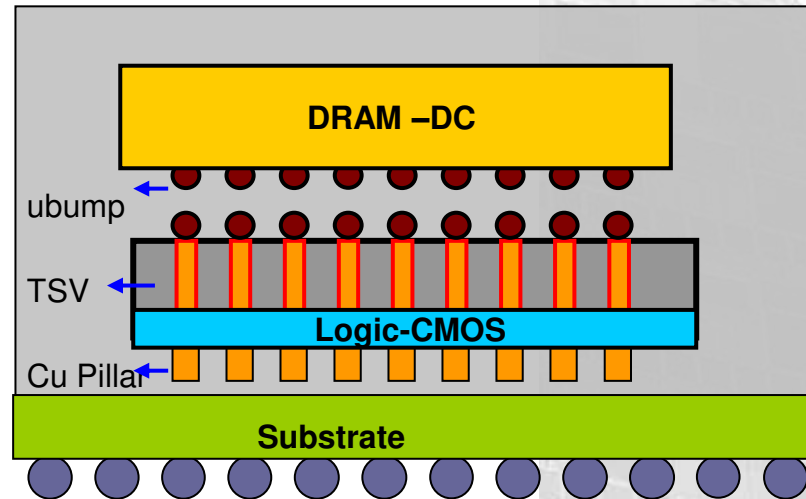 DRAM –DC
ubump
TSV
Logic-CMOS
Cu Pillar
Substrate